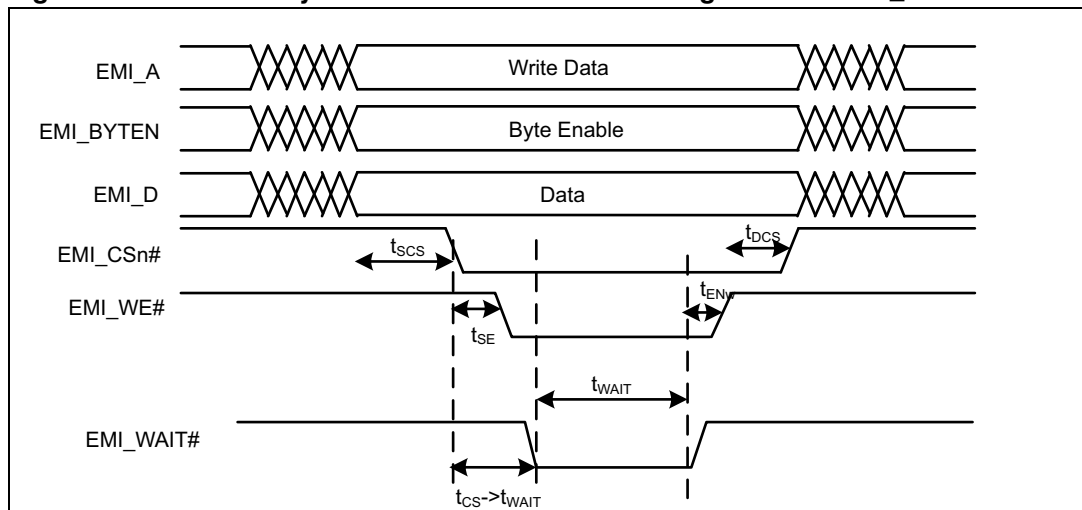 EMI_A
Write Data
EMI_BYTEN
Byte Enable
EMI_D
Data
EMI_CSn#
tSCS
tDCS
EMI_WE#
tSE
tENw
tWAIT
EMI_WAIT#
tCS->tWAIT